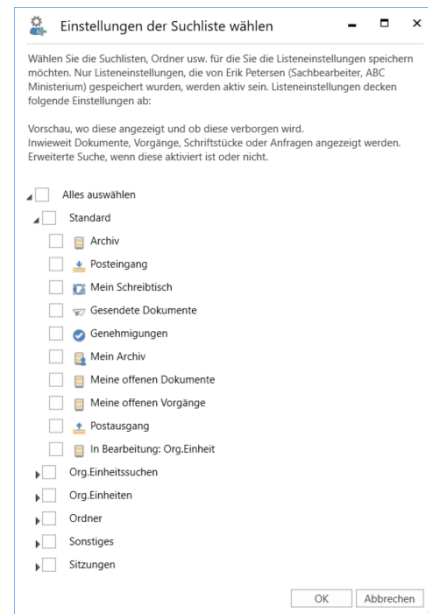 Einstellungen der Suchliste wählen
Wählen Sie die Suchlisten, Ordner usw. für die Sie die Listeneinstellungen speichern
möchten. Nur Listeneinstellungen, die von Erik Petersen (Sachbearbeiter, ABC
Ministerium) gespeichert wurden, werden aktiv sein. Listeneinstellungen decken
folgende Einstellungen ab:
Vorschau, wo diese angezeigt und ob diese verborgen wird.
Inwieweit Dokumente, Vorgänge, Schriftstücke oder Anfragen angezeigt werden.
Erweiterte Suche, wenn diese aktiviert ist oder nicht.
Alles auswählen
Standard
Archiv
Posteingang
Mein Schreibtisch
Gesendete Dokumente
Genehmigungen
Mein Archiv
Meine offenen Dokumente
Meine offenen Vorgänge
Postausgang
In Bearbeitung: Org.Einheit
Org.Einheitssuchen
Org.Einheiten
Ordner
Sonstiges
Sitzungen
OK Abbrechen